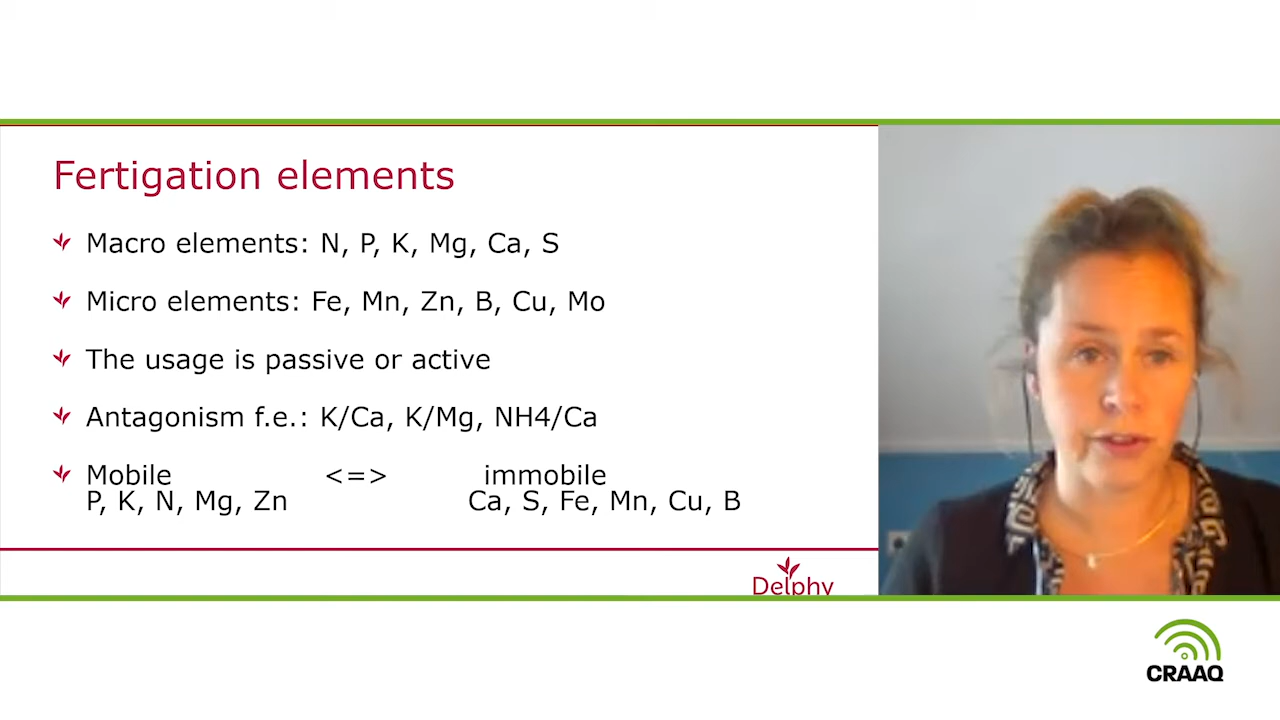 Fertigation elements
Macro elements: N, P, K, Mg, Ca, S
Micro elements: Fe, Mn, Zn, B, Cu, Mo
The usage is passive or active
Antagonism f.e.: K/Ca, K/Mg, NH4/Ca
Mobile <=> immobile
P, K, N, Mg, Zn Ca, S, Fe, Mn, Cu, B
Delphy
CRAAQ